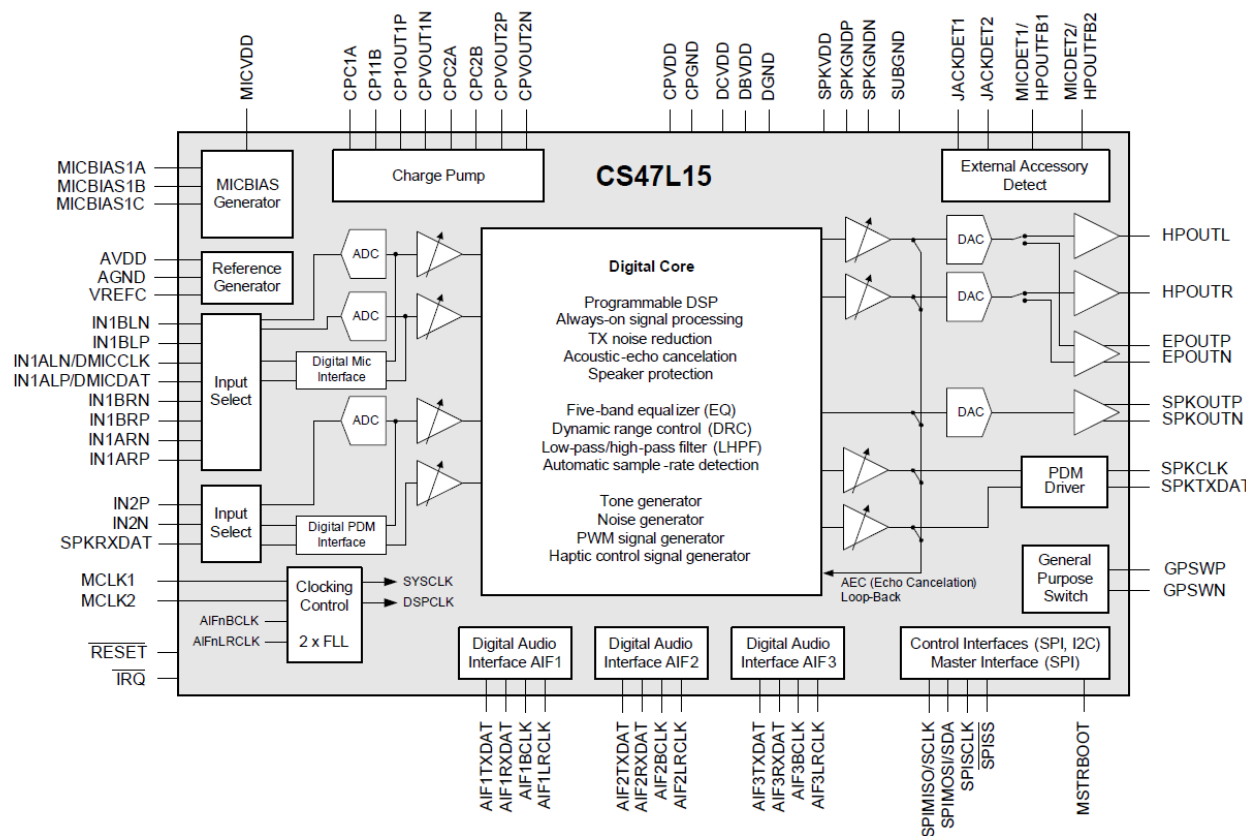 MICVDD
CPC1A
CP11B
CP1OUT1P
CPVOUT1N
CPC2A
CPC2B
CPVOUT2P
CPVOUT2N
CPVDD
CPGND
DCVDD
DBVDD
DGND
SPKVDD
SPKGNDP
SPKGNDN
SUBGND
JACKDET1
JACKDET2
MICDET1/
HPOUTFB1
MICDET2/
HPOUTFB2
MICBIAS1A
MICBIAS1B
MICBIAS1C
MICBIAS
Generator
Charge Pump
CS47L15
External Accessory
Detect
AVDD
AGND
VREFC
Reference
Generator
IN1BLN
IN1BLP
IN1ALN/DMICCLK
IN1ALP/DMICDAT
IN1BRN
IN1BRP
IN1ARN
IN1ARP
Input
Select
ADC
ADC
Digital Mic
Interface
ADC
IN2P
IN2N
SPKRXDAT
Input
Select
Digital PDM
Interface
MCLK1
MCLK2
AIFnBCLK
AIFnLRCLK
Clocking
Control
2 x FLL
SYSCLK
DSPCLK
RESET
IRQ
Digital Core
Programmable DSP
Always-on signal processing
TX noise reduction
Acoustic-echo cancelation
Speaker protection
Five-band equalizer (EQ)
Dynamic range control (DRC)
Low-pass/high-pass filter (LHPF)
Automatic sample -rate detection
Tone generator
Noise generator
PWM signal generator
Haptic control signal generator
DAC
DAC
DAC
HPOUTL
HPOUTR
EPOUTP
EPOUTN
SPKOUTP
SPKOUTN
PDM
Driver
SPKCLK
SPKTXDAT
AEC (Echo Cancelation)
Loop-Back
General
Purpose
Switch
GPSWP
GPSWN
Digital Audio
Interface AIF1
Digital Audio
Interface AIF2
Digital Audio
Interface AIF3
Control Interfaces (SPI, I2C)
Master Interface (SPI)
AIF1TXDAT
AIF1RXDAT
AIF1BCLK
AIF1LRCLK
AIF2TXDAT
AIF2RXDAT
AIF2BCLK
AIF2LRCLK
AIF3TXDAT
AIF3RXDAT
AIF3BCLK
AIF3LRCLK
SPIMISO/SCLK
SPIMOSI/SDA
SPISCLK
SPISS
MSTRBOOT